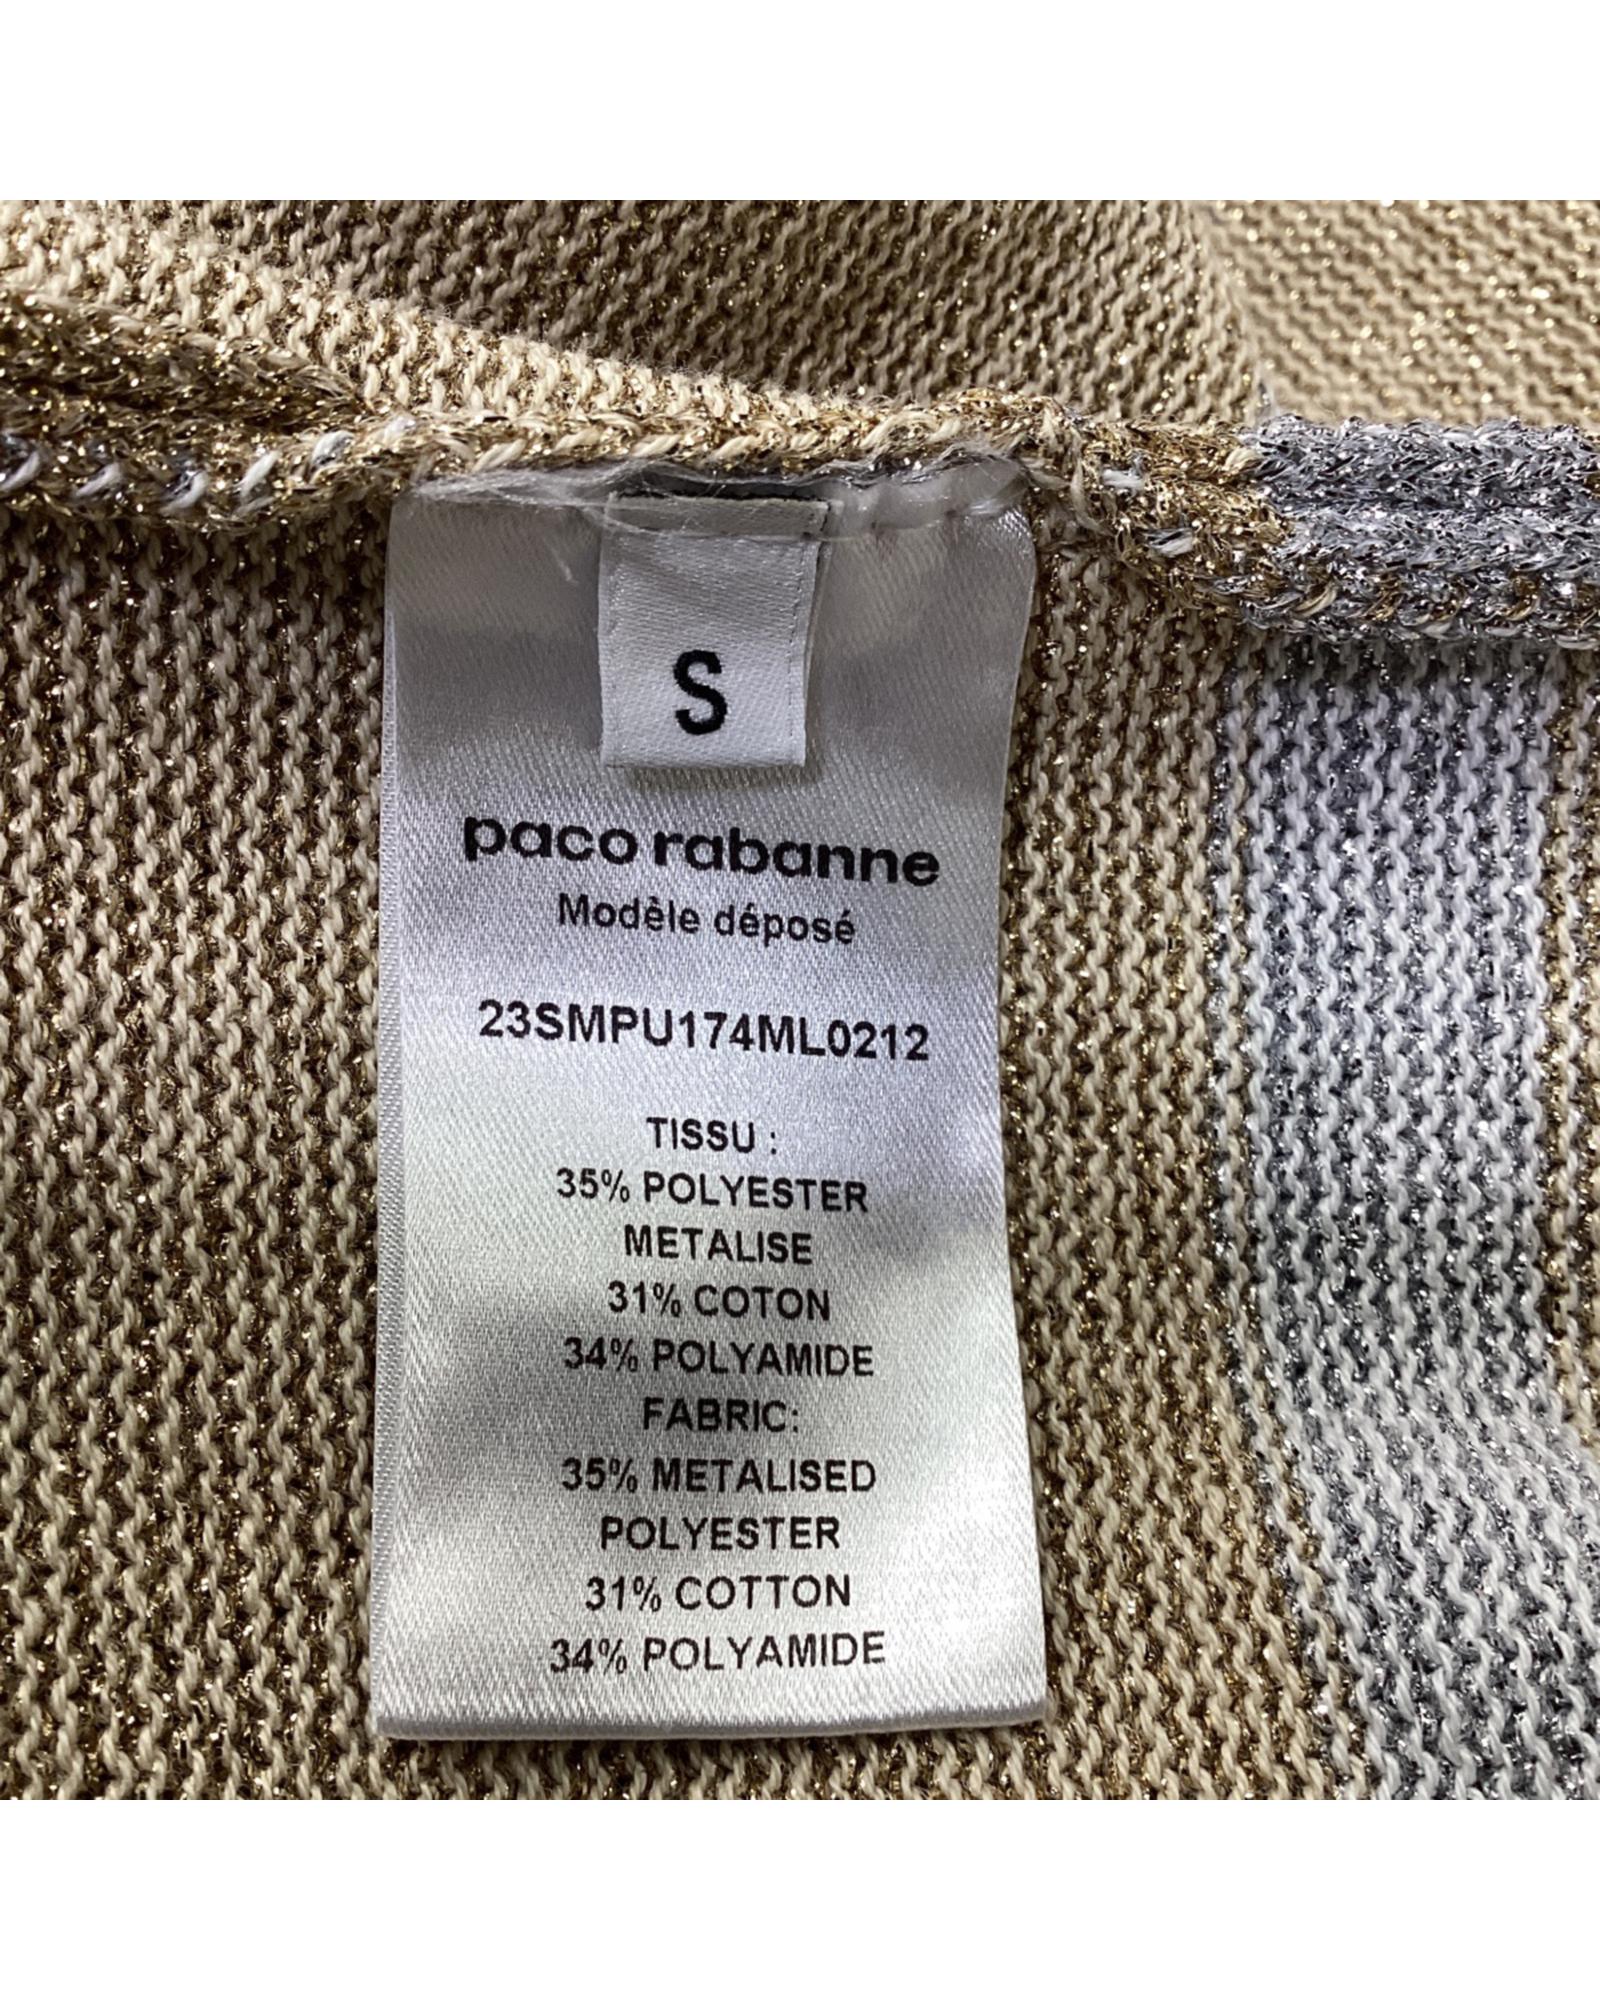 S
paco rabanne
Modèle déposé
23SMPU174ML0212
TISSU :
35% POLYESTER
METALISE
31% COTON
34% POLYAMIDE
FABRIC:
35% METALISED
POLYESTER
31% COTTON
34% POLYAMIDE